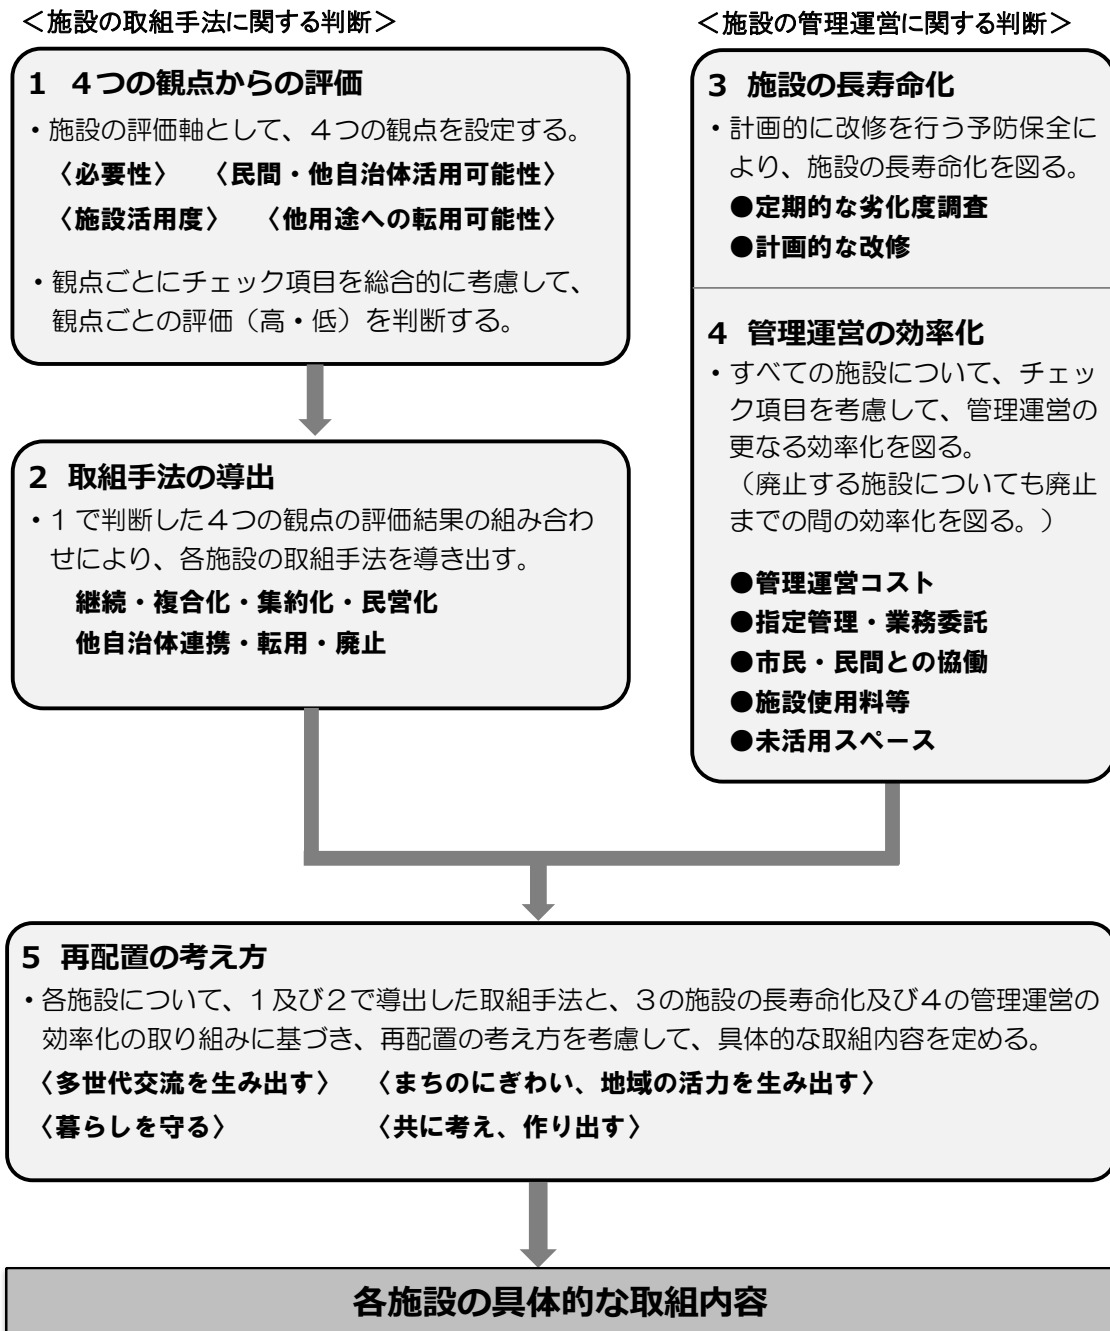 ＜施設の取組手法に関する判断＞
1 ４つの観点からの評価
・施設の評価軸として、４つの観点を設定する。
〈必要性〉 〈民間・他自治体活用可能性〉
〈施設活用度〉 〈他用途への転用可能性〉
・観点ごとにチェック項目を総合的に考慮して、
観点ごとの評価（高・低）を判断する。
2 取組手法の導出
・１で判断した４つの観点の評価結果の組み合わ
せにより、各施設の取組手法を導き出す。
継続・複合化・集約化・民営化
他自治体連携・転用・廃止
＜施設の管理運営に関する判断＞
3 施設の長寿命化
・計画的に改修を行う予防保全に
より、施設の長寿命化を図る。
●定期的な劣化度調査
●計画的な改修
4 管理運営の効率化
・すべての施設について、チェッ
ク項目を考慮して、管理運営の
更なる効率化を図る。
（廃止する施設についても廃止
までの間の効率化を図る。）
●管理運営コスト
●指定管理・業務委託
●市民・民間との協働
●施設使用料等
●未活用スペース
5 再配置の考え方
・各施設について、１及び２で導出した取組手法と、３の施設の長寿命化及び４の管理運営の
効率化の取り組みに基づき、再配置の考え方を考慮して、具体的な取組内容を定める。
〈多世代交流を生み出す〉 〈まちのにぎわい、地域の活力を生み出す〉
〈暮らしを守る〉 〈共に考え、作り出す〉
各施設の具体的な取組内容